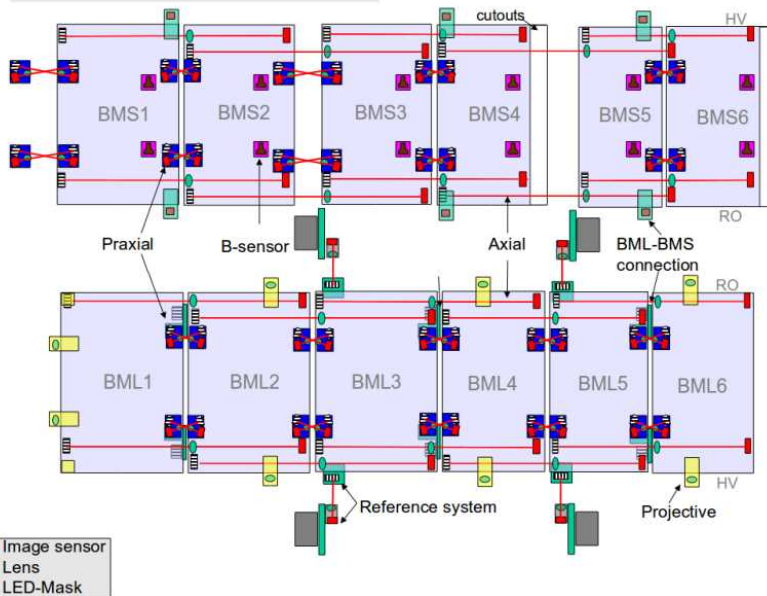 cutouts
HV
BMS1
BMS2
BMS3
BMS4
BMS5
BMS6
RO
Praxial
B-sensor
Axial
BML-BMS
connection
RO
BML1
BML2
BML3
BML4
BML5
BML6
HV
Reference system
Projective
Image sensor
Lens
LED-Mask